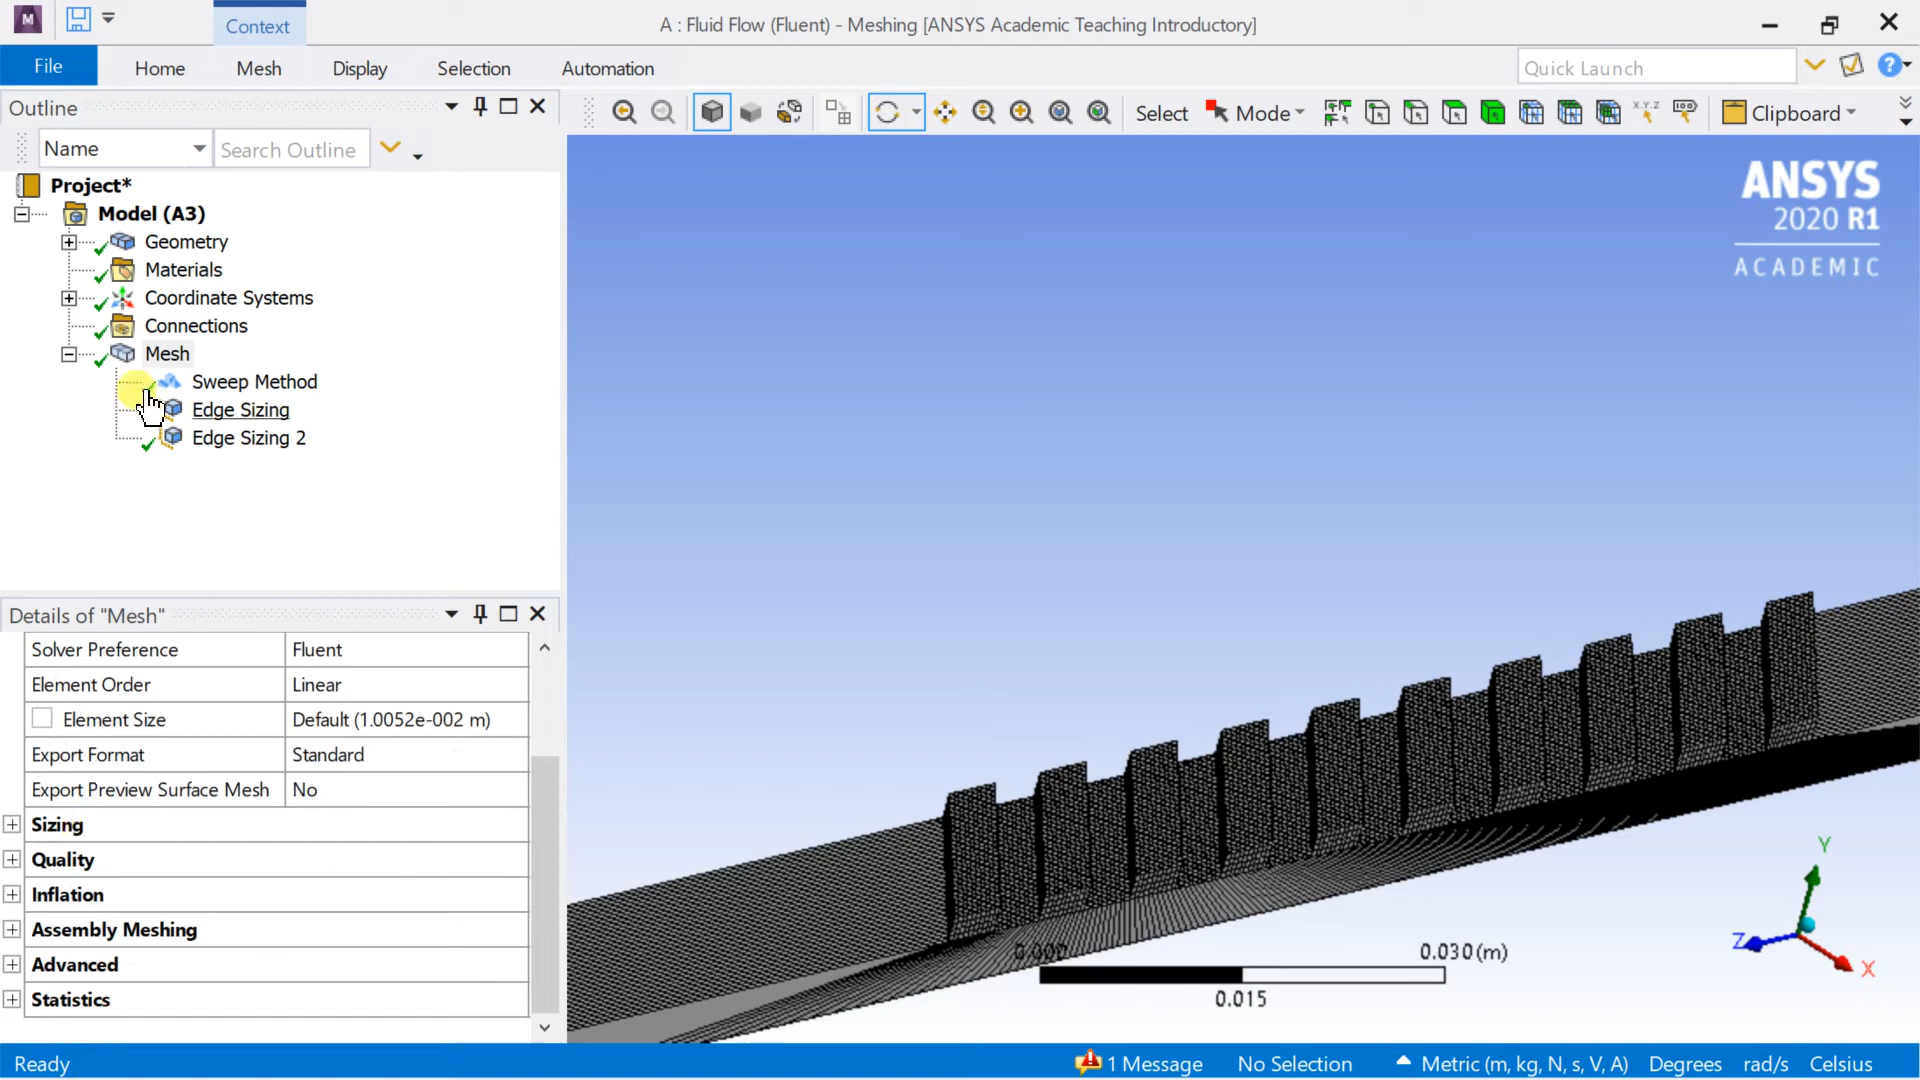 M
Context
A : Fluid Flow (Fluent) - Meshing [ANSYS Academic Teaching Introductory]
File
Home
Mesh
Display
Selection
Automation
Quick Launch
Outline
Select
Mode
Clipboard
Name
Search Outline
Project*
Model (A3)
Geometry
Materials
Coordinate Systems
Connections
Mesh
Sweep Method
Edge Sizing
Edge Sizing 2
ANSYS
2020 R1
ACADEMIC
Details of "Mesh"
Solver Preference Fluent
Element Order Linear
Element Size Default (1.0052e-002 m)
Export Format Standard
Export Preview Surface Mesh No
Sizing
Quality
Inflation
Assembly Meshing
Advanced
Statistics
0.000
0.030 (m)
0.015
Y
Z
X
Ready
1 Message
No Selection
Metric (m, kg, N, s, V, A)
Degrees
rad/s
Celsius